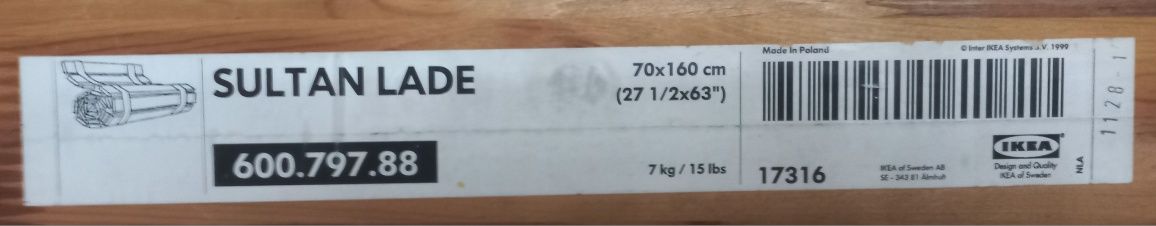 SULTAN LADE
600.797.88
70x160 cm
(27 1/2x63")
7 kg / 15 lbs
Made in Poland
© Inter IKEA Systems B.V. 1999
17316
IKEA of Sweden AB
SE - 343 81 Älmhult
IKEA
Design and Quality
IKEA of Sweden
NLA
1128-1